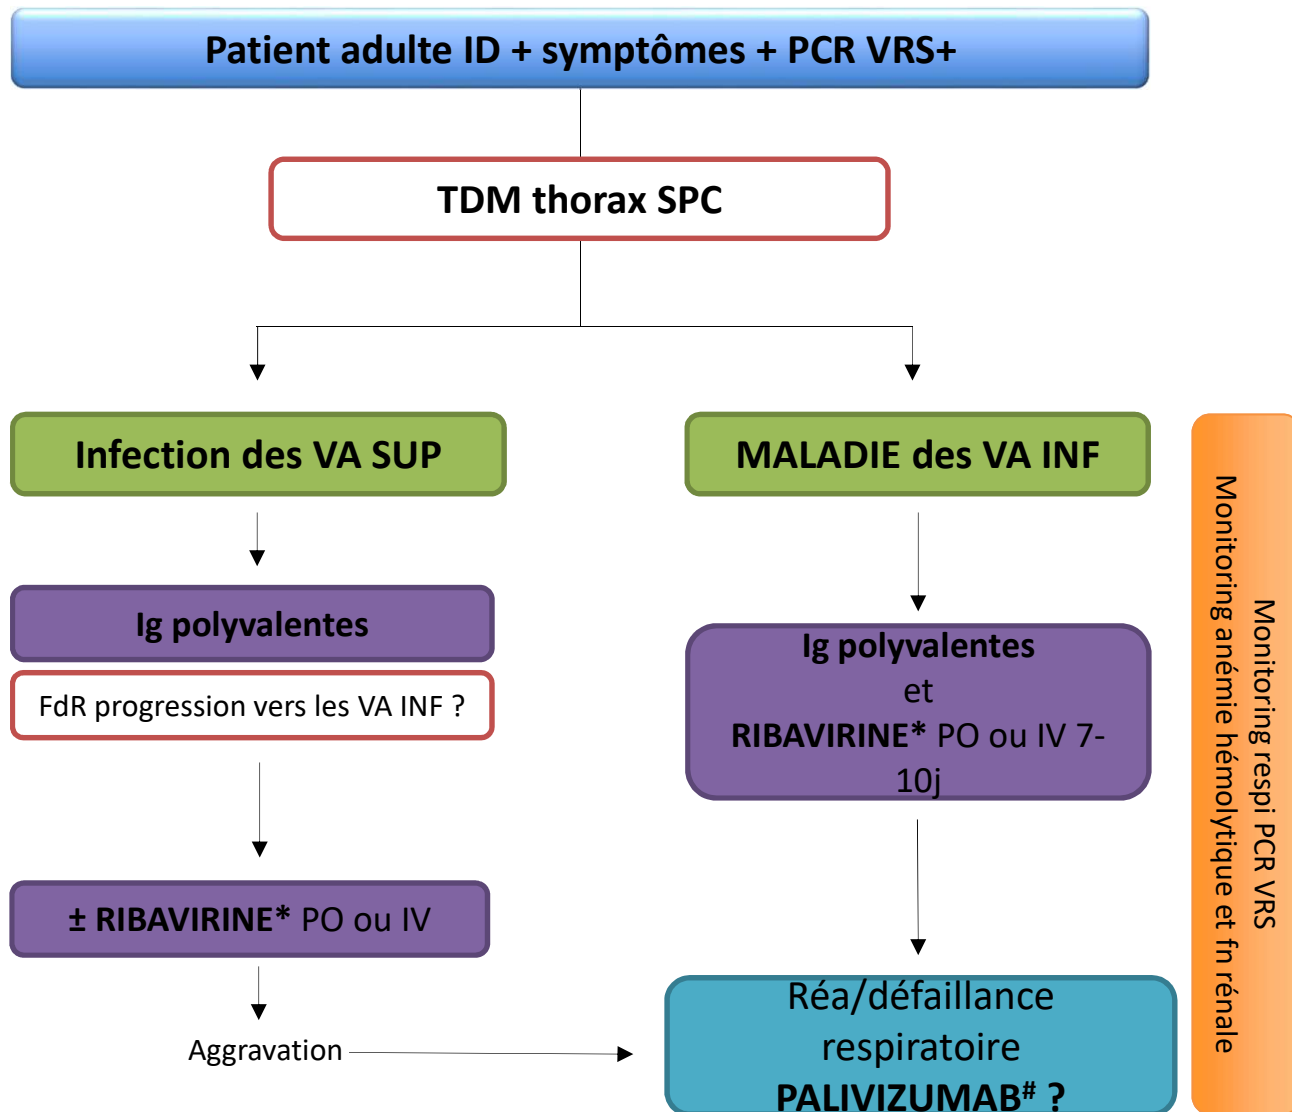 Patient adulte ID + symptômes + PCR VRS+
TDM thorax SPC
Infection des VA SUP
MALADIE des VA INF
Ig polyvalentes
FdR progression vers les VA INF ?
± RIBAVIRINE* PO ou IV
Aggravation
Ig polyvalentes
et
RIBAVIRINE* PO ou IV 7-
10j
Réa/défaillance
respiratoire
PALIVIZUMAB# ?
Monitoring respi PCR VRS
Monitoring anémie hémolytique et fn rénale